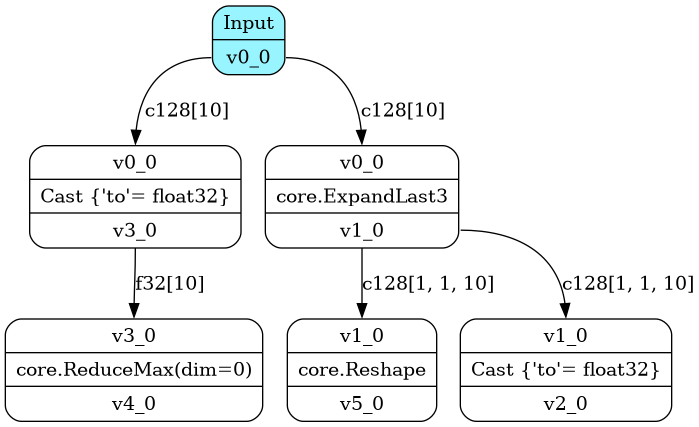 Input
v0_0
c128[10]
c128[10]
v0_0
Cast {'to'= float32}
v3_0
v0_0
core.ExpandLast3
v1_0
f32[10]
c128[1, 1, 10]
c128[1, 1, 10]
v3_0
core.ReduceMax(dim=0)
v4_0
v1_0
core.Reshape
v5_0
v1_0
Cast {'to'= float32}
v2_0